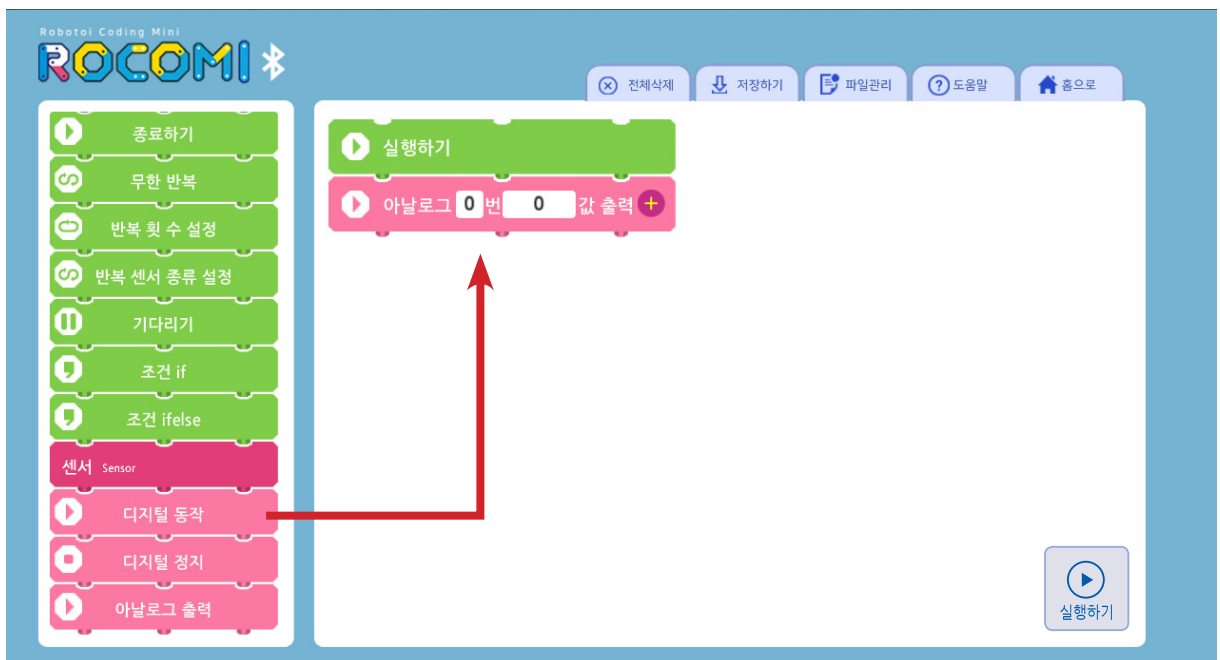 Robotoi Coding Mini
ROCOMI
전체삭제
저장하기
파일관리
도움말
홈으로
종료하기
무한 반복
반복 횟 수 설정
반복 센서 종류 설정
기다리기
조건 if
조건 ifelse
센서 Sensor
디지털 동작
디지털 정지
아날로그 출력
실행하기
아날로그 0 번 0 값 출력 +
실행하기